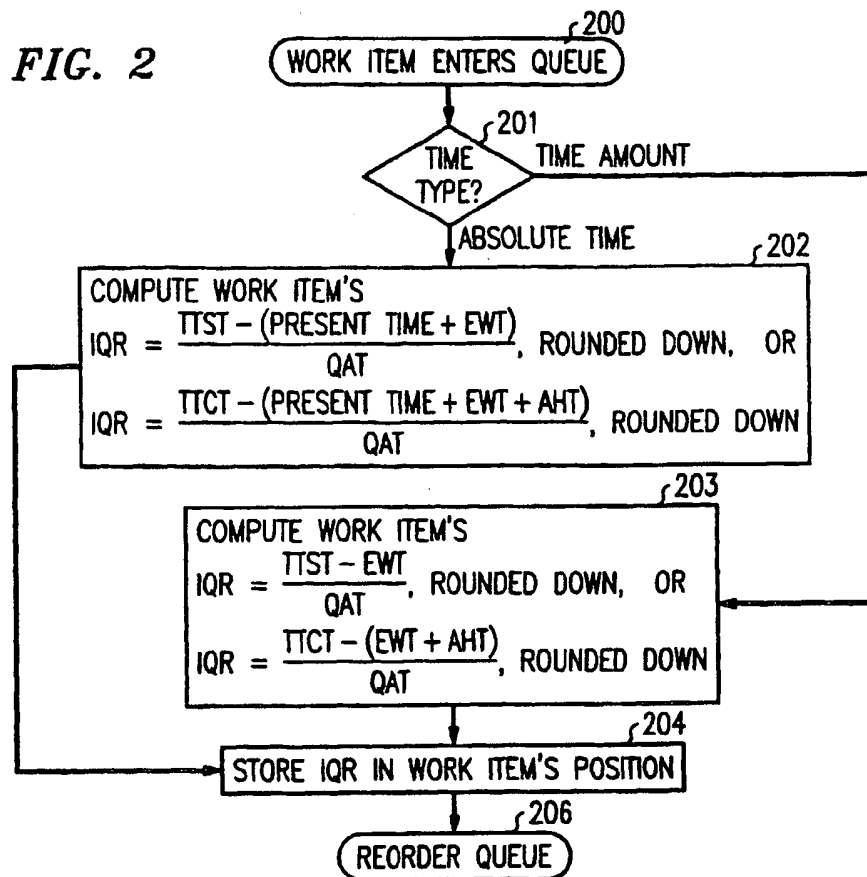 FIG. 2
200
WORK ITEM ENTERS QUEUE
201
TIME TYPE?
TIME AMOUNT
ABSOLUTE TIME
202
COMPUTE WORK ITEM'S
IQR = TTST - (PRESENT TIME + EWT) / QAT, ROUNDED DOWN, OR
IQR = TTCT - (PRESENT TIME + EWT + AHT) / QAT, ROUNDED DOWN
203
COMPUTE WORK ITEM'S
IQR = TTST - EWT / QAT, ROUNDED DOWN, OR
IQR = TTCT - (EWT + AHT) / QAT, ROUNDED DOWN
204
STORE IQR IN WORK ITEM'S POSITION
206
REORDER QUEUE